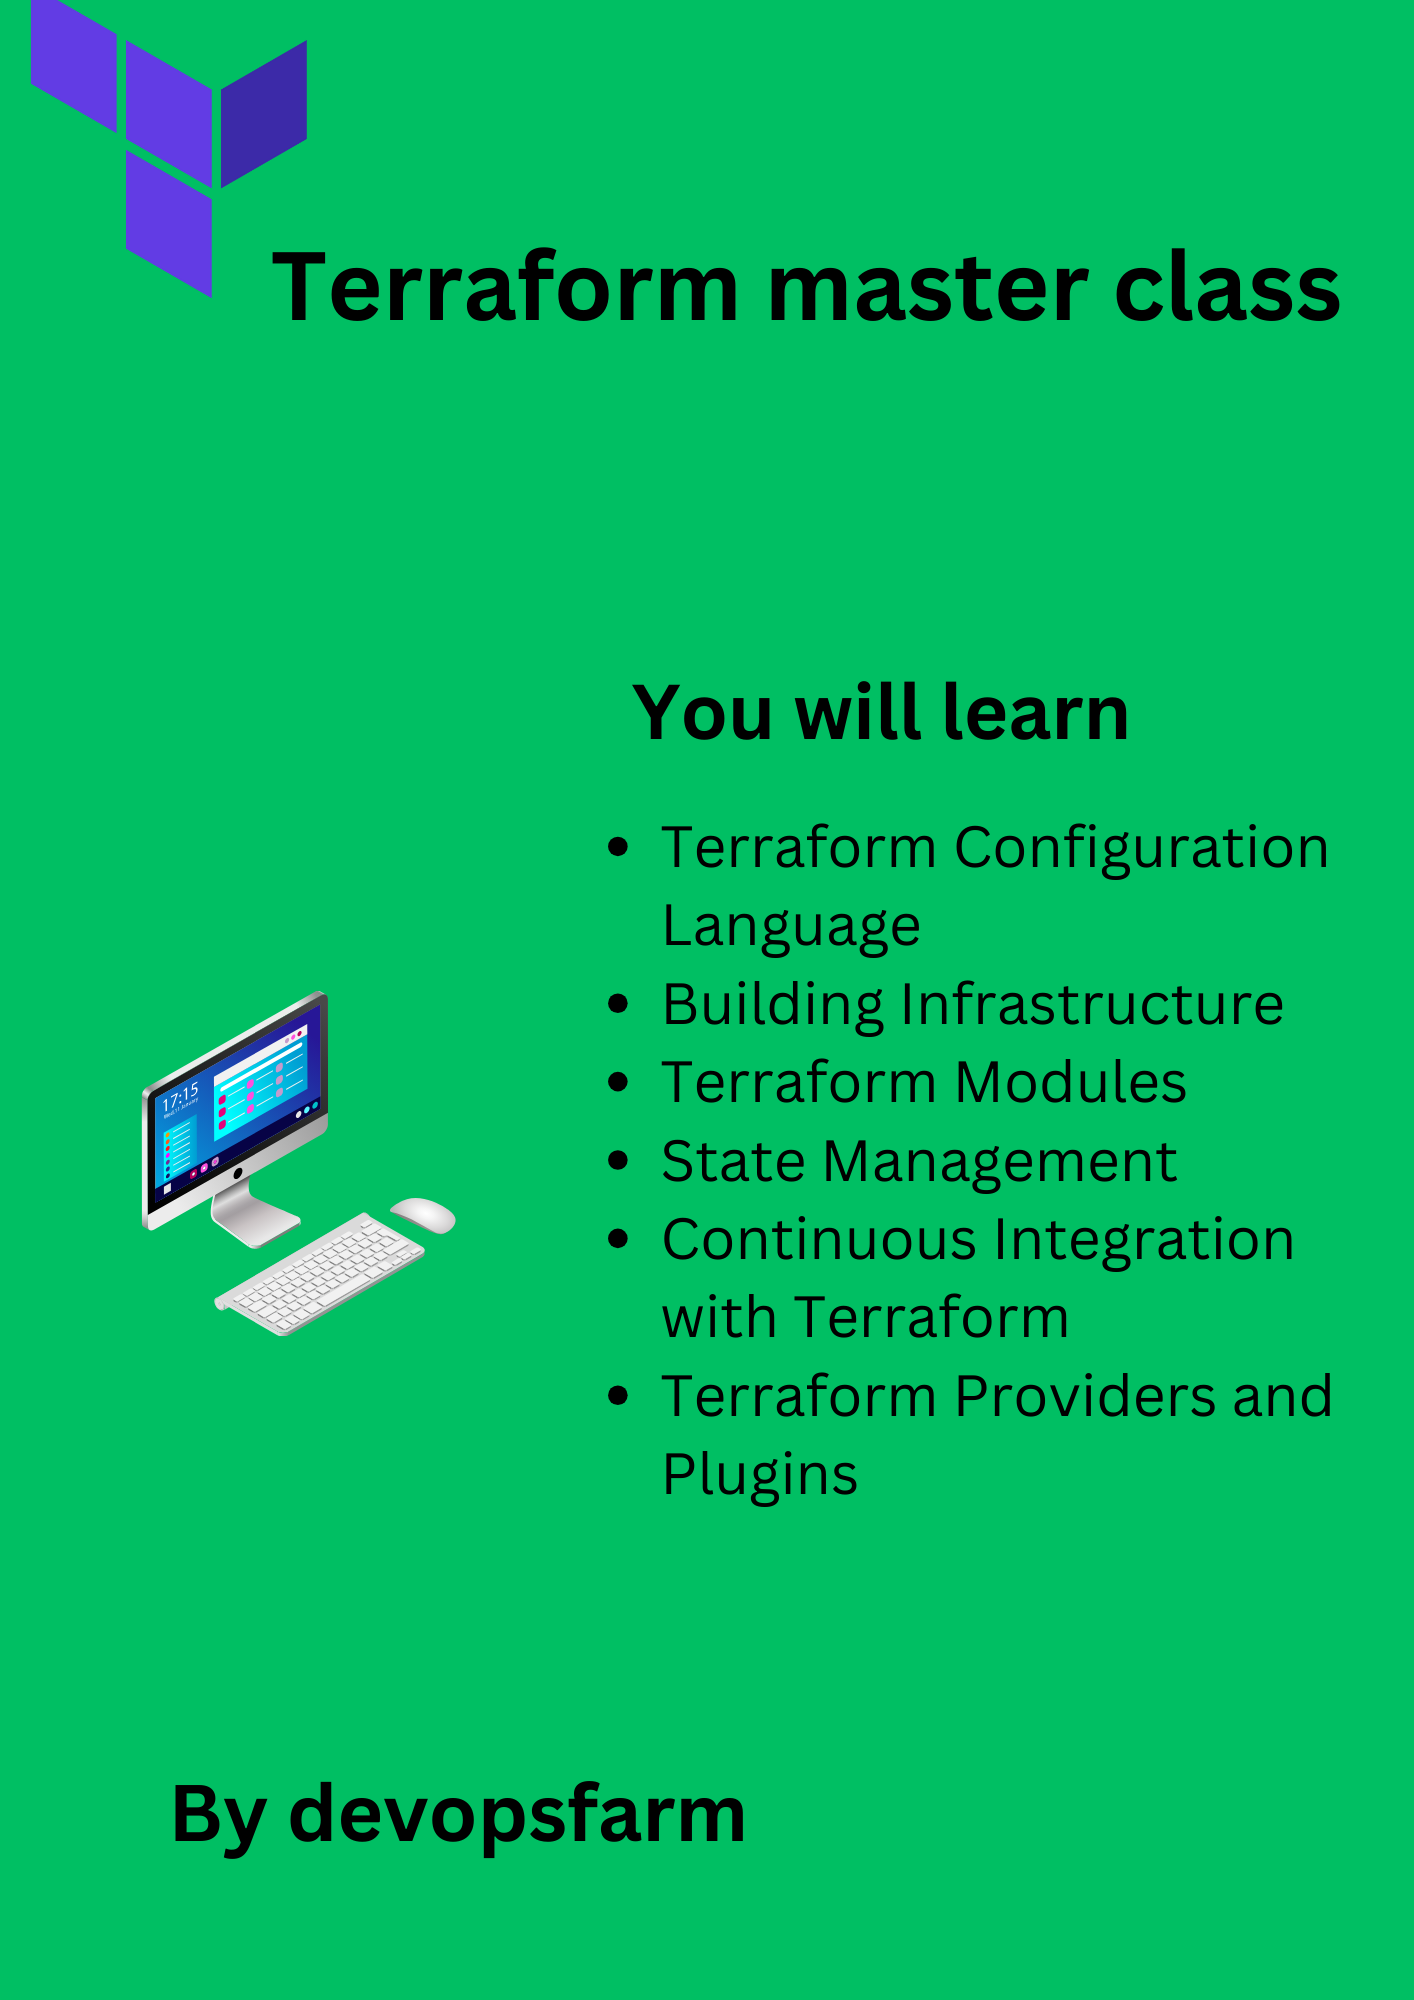 Terraform master class
You will learn
• Terraform Configuration
Language
• Building Infrastructure
• Terraform Modules
• State Management
• Continuous Integration
with Terraform
• Terraform Providers and
Plugins
17:15
By devopsfarm